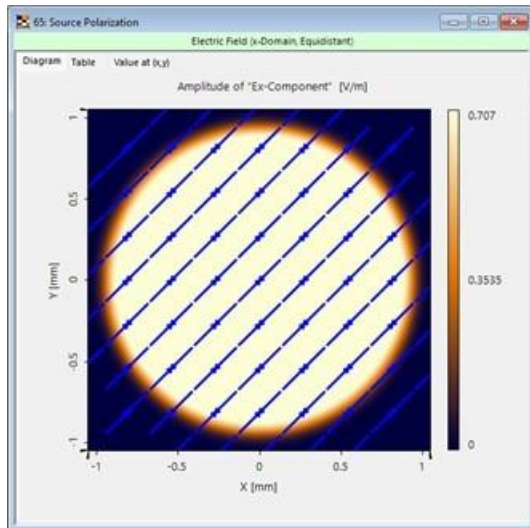 65: Source Polarization
Electric Field (x-Domain, Equidistant)
Diagram Table Value at (x,y)
Amplitude of "Ex-Component" [V/m]
0.707
0.3535
0
Y [mm]
1
0.5
0
-0.5
-1
-1 -0.5 0 0.5 1
X [mm]